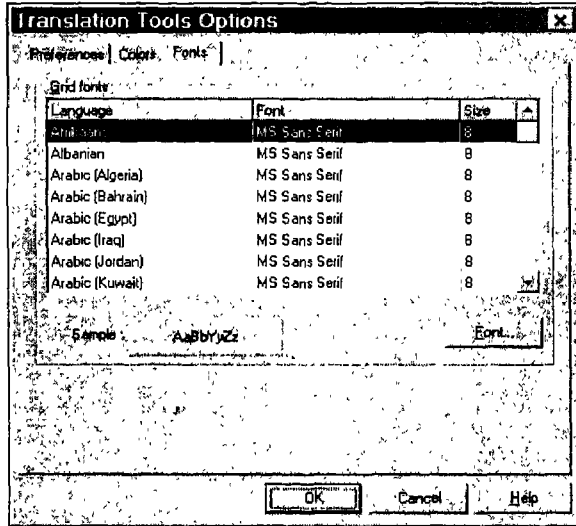 Translation Tools Options
Preferences Colors Fonts
Grid fonts
Language Font Size
Afrikaans MS Sans Serif 8
Albanian MS Sans Serif 8
Arabic (Algeria) MS Sans Serif 8
Arabic (Bahrain) MS Sans Serif 8
Arabic (Egypt) MS Sans Serif 8
Arabic (Iraq) MS Sans Serif 8
Arabic (Jordan) MS Sans Serif 8
Arabic (Kuwait) MS Sans Serif 8
Sample: AaBbYyZz Font...
OK Cancel Help